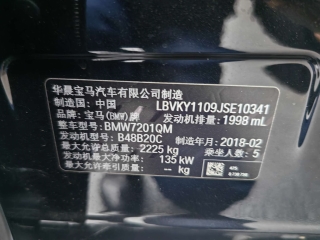 华晨宝马汽车有限公司制造
制造国：中国 LBVKY1109JSE10341
品牌：宝马(BMW)牌 发动机排量：1998 mL
整车型号：BMW7201QM
发动机型号：B48B20C 制造年月：2018-02
最大允许总质量：2225 kg 乘坐人数：5
发动机最大净功率：135 kW
最大允许牵引质量：-- kg